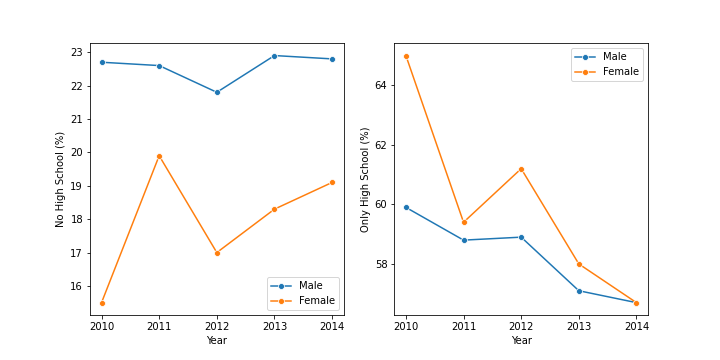 No High School (%)
23
22
21
20
19
18
17
16
Male
Female
2010 2011 2012 2013 2014
Year
Only High School (%)
64
62
60
58
Male
Female
2010 2011 2012 2013 2014
Year